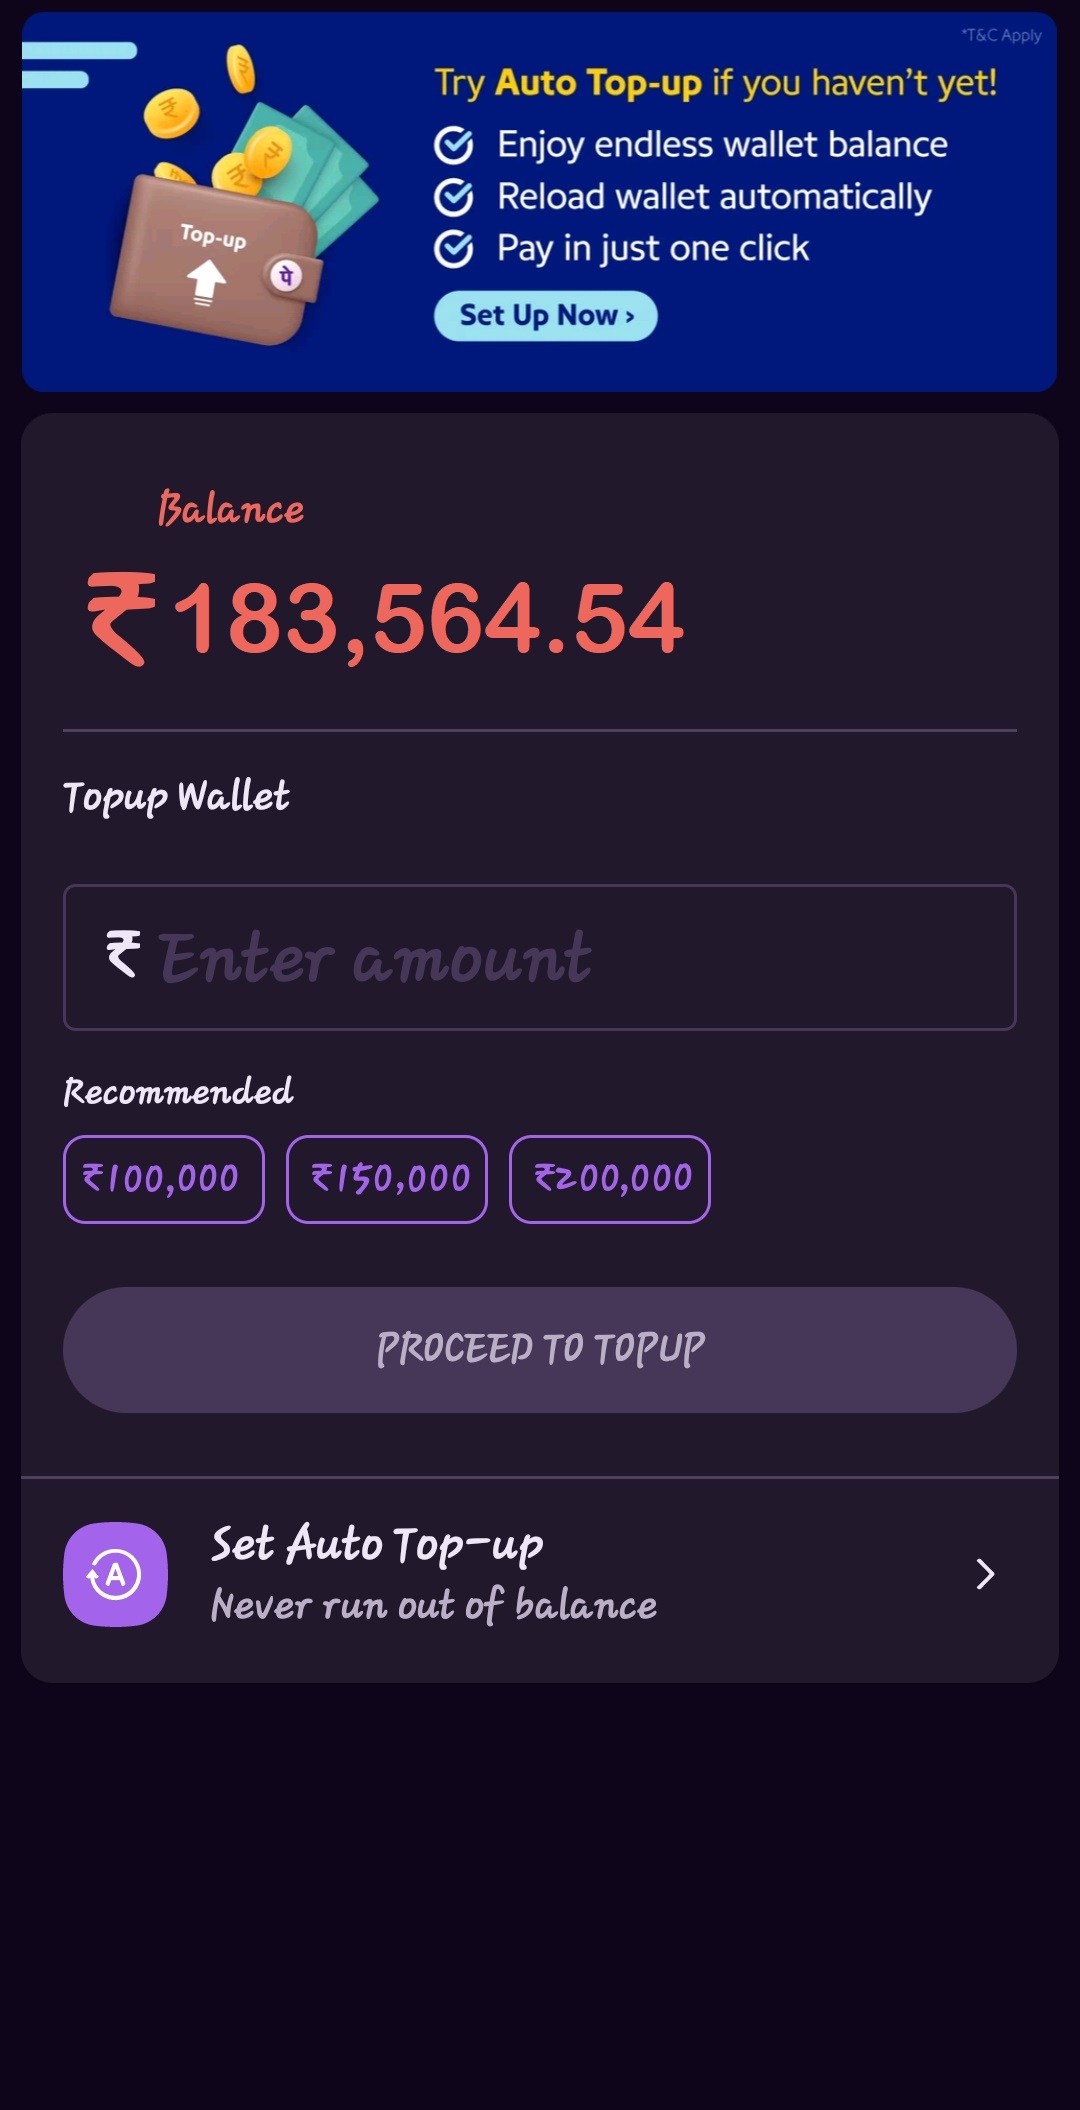 *T&C Apply
Try Auto Top-up if you haven’t yet!
Enjoy endless wallet balance
Reload wallet automatically
Pay in just one click
Set Up Now ›
Top-up
पे
Balance
₹183,564.54
Topup Wallet
₹ Enter amount
Recommended
₹100,000 ₹150,000 ₹200,000
PROCEED TO TOPUP
A
Set Auto Top-up
Never run out of balance